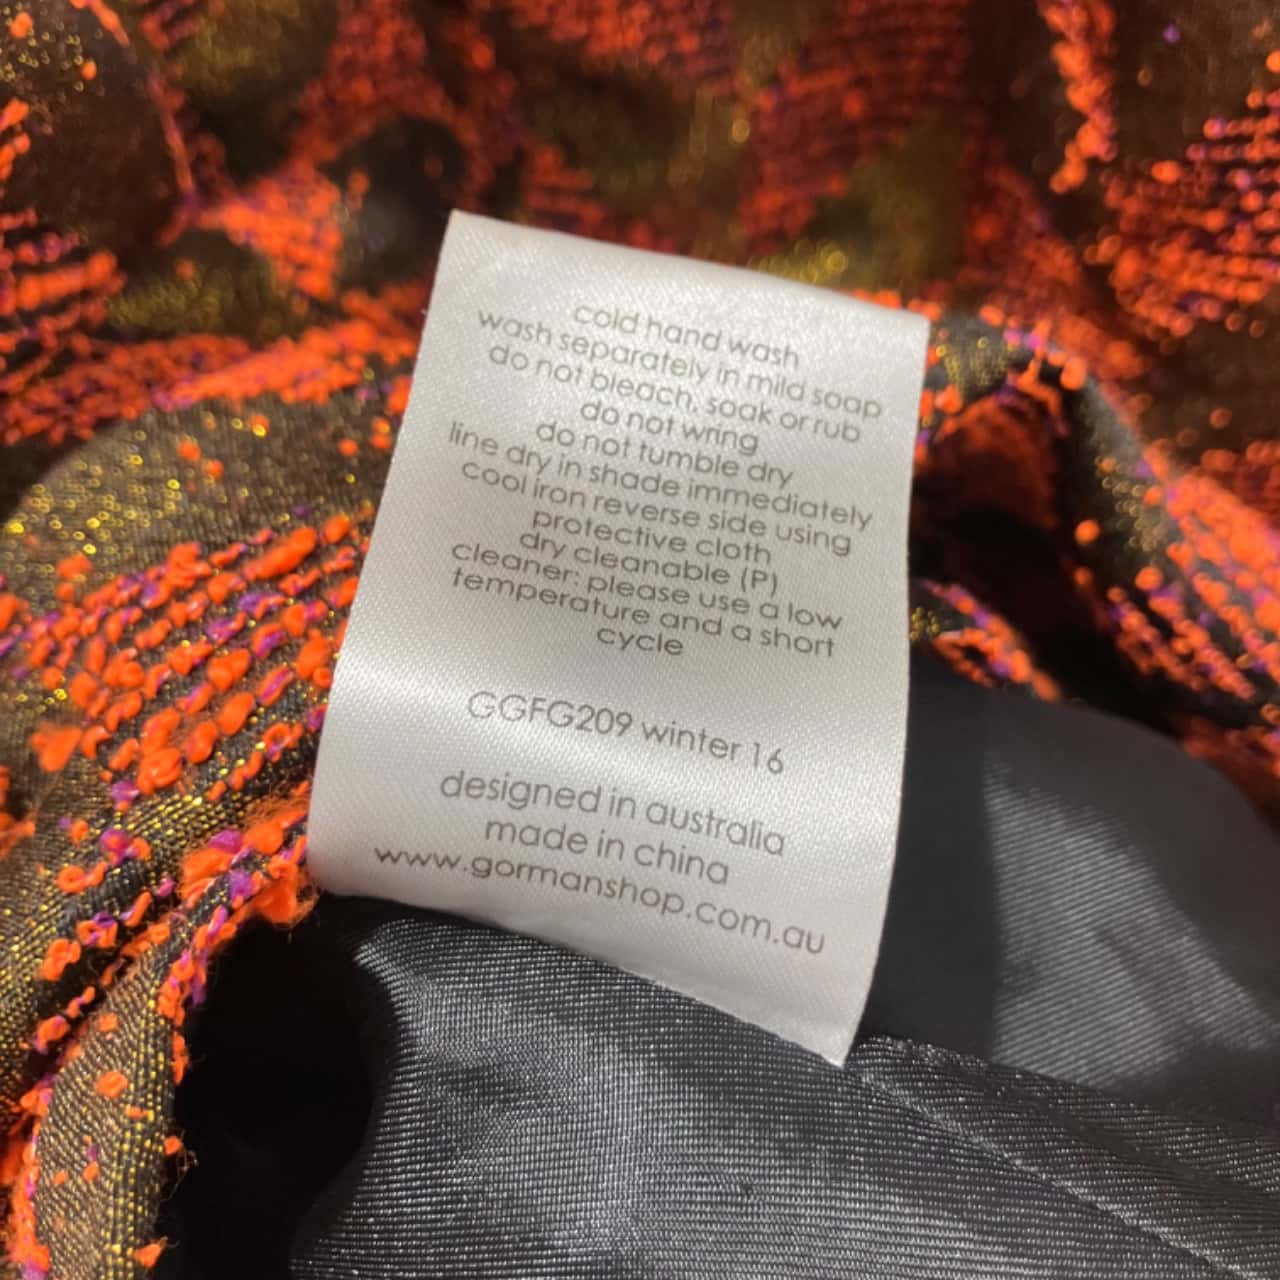 cold hand wash
wash separately in mild soap
do not bleach, soak or rub
do not wring
do not tumble dry
line dry in shade immediately
cool iron reverse side using
protective cloth
dry cleanable (P)
cleaner: please use a low
temperature and a short
cycle
GGFG209 winter 16
designed in australia
made in china
www.gormanshop.com.au